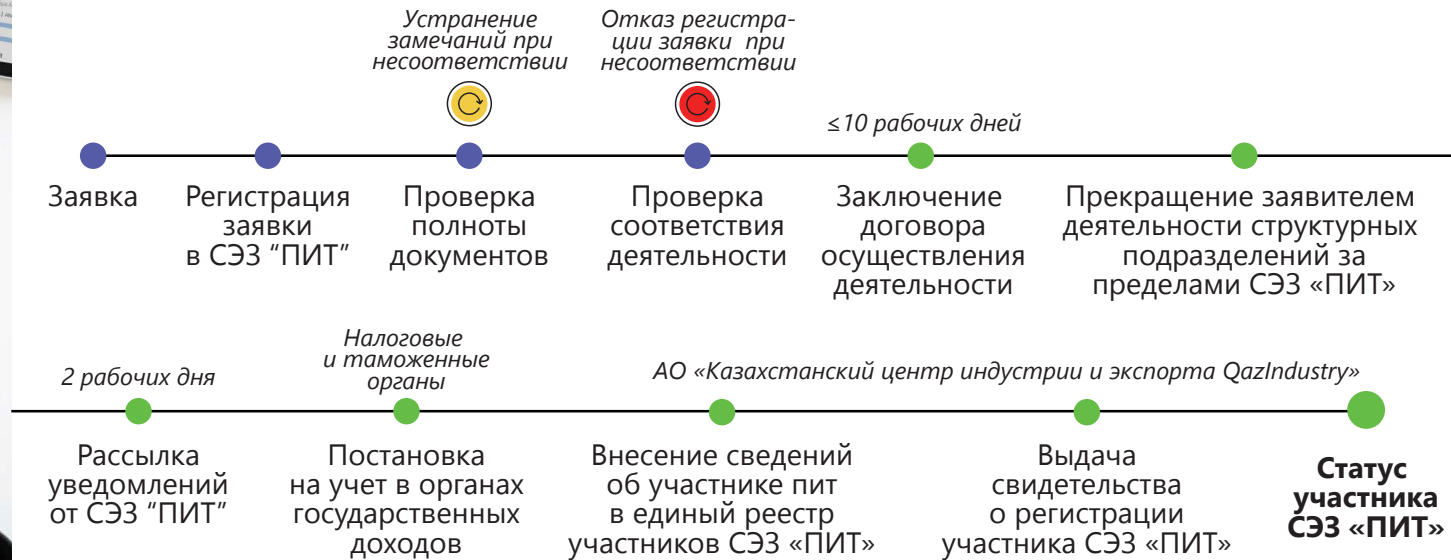 Устранение
замечаний при
несоответствии
Отказ регистра-
ции заявки при
несоответствии
≤10 рабочих дней
Заявка
Регистрация
заявки
в СЭЗ “ПИТ”
Проверка
полноты
документов
Проверка
соответствия
деятельности
Заключение
договора
осуществления
деятельности
Прекращение заявителем
деятельности структурных
подразделений за
пределами СЭЗ «ПИТ»
2 рабочих дня
Налоговые
и таможенные
органы
АО «Казахстанский центр индустрии и экспорта QazIndustry»
Рассылка
уведомлений
от СЭЗ “ПИТ”
Постановка
на учет в органах
государственных
доходов
Внесение сведений
об участнике пит
в единый реестр
участников СЭЗ «ПИТ»
Выдача
свидетельства
о регистрации
участника СЭЗ «ПИТ»
Статус
участника
СЭЗ «ПИТ»